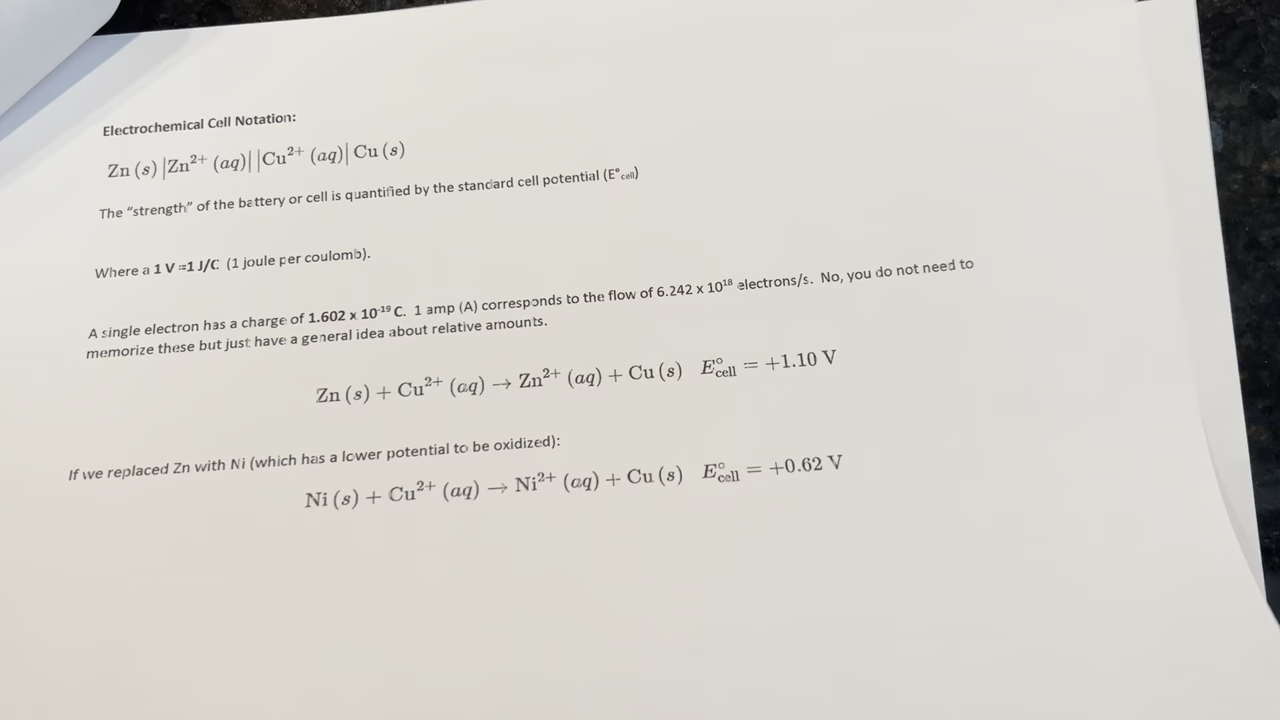 Electrochemical Cell Notation:
Zn (s) |Zn²⁺ (aq)| |Cu²⁺ (aq)| Cu (s)
The “strength” of the battery or cell is quantified by the standard cell potential (E°cell)
Where a 1 V =1 J/C (1 joule per coulomb).
A single electron has a charge of 1.602 x 10⁻¹⁹ C. 1 amp (A) corresponds to the flow of 6.242 x 10¹⁸ electrons/s. No, you do not need to
memorize these but just have a general idea about relative amounts.
Zn (s) + Cu²⁺ (aq) → Zn²⁺ (aq) + Cu (s) E°cell = +1.10 V
If we replaced Zn with Ni (which has a lower potential to be oxidized):
Ni (s) + Cu²⁺ (aq) → Ni²⁺ (aq) + Cu (s) E°cell = +0.62 V